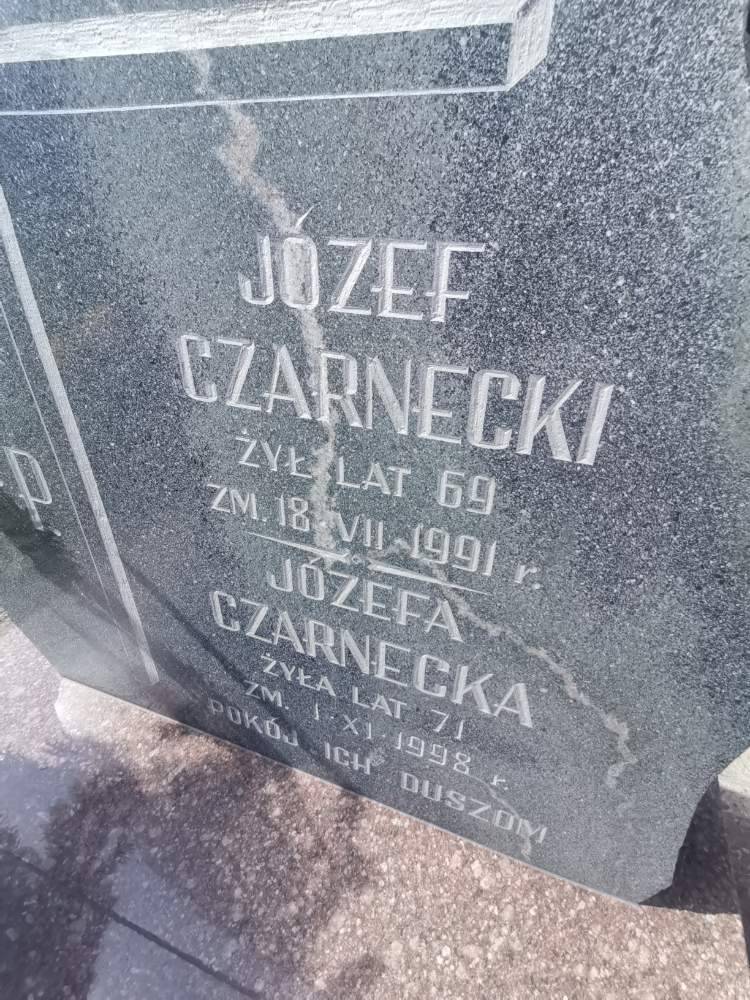 JÓZEF
CZARNECKI
ŻYŁ LAT 69
ZM. 18 · VII · 1991 r.
JÓZEFA
CZARNECKA
ŻYŁA LAT 71
ZM. 1 · XI · 1998 r.
POKÓJ ICH DUSZOM
P.